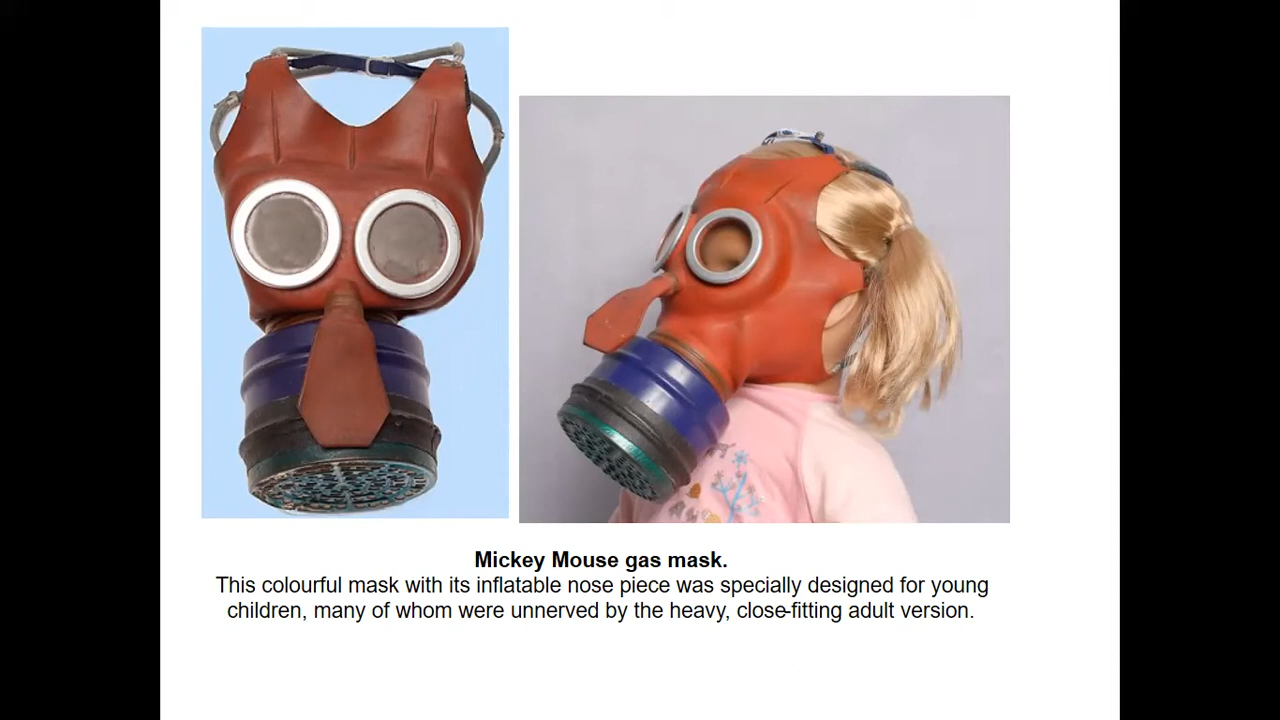 Mickey Mouse gas mask.
This colourful mask with its inflatable nose piece was specially designed for young
children, many of whom were unnerved by the heavy, close-fitting adult version.